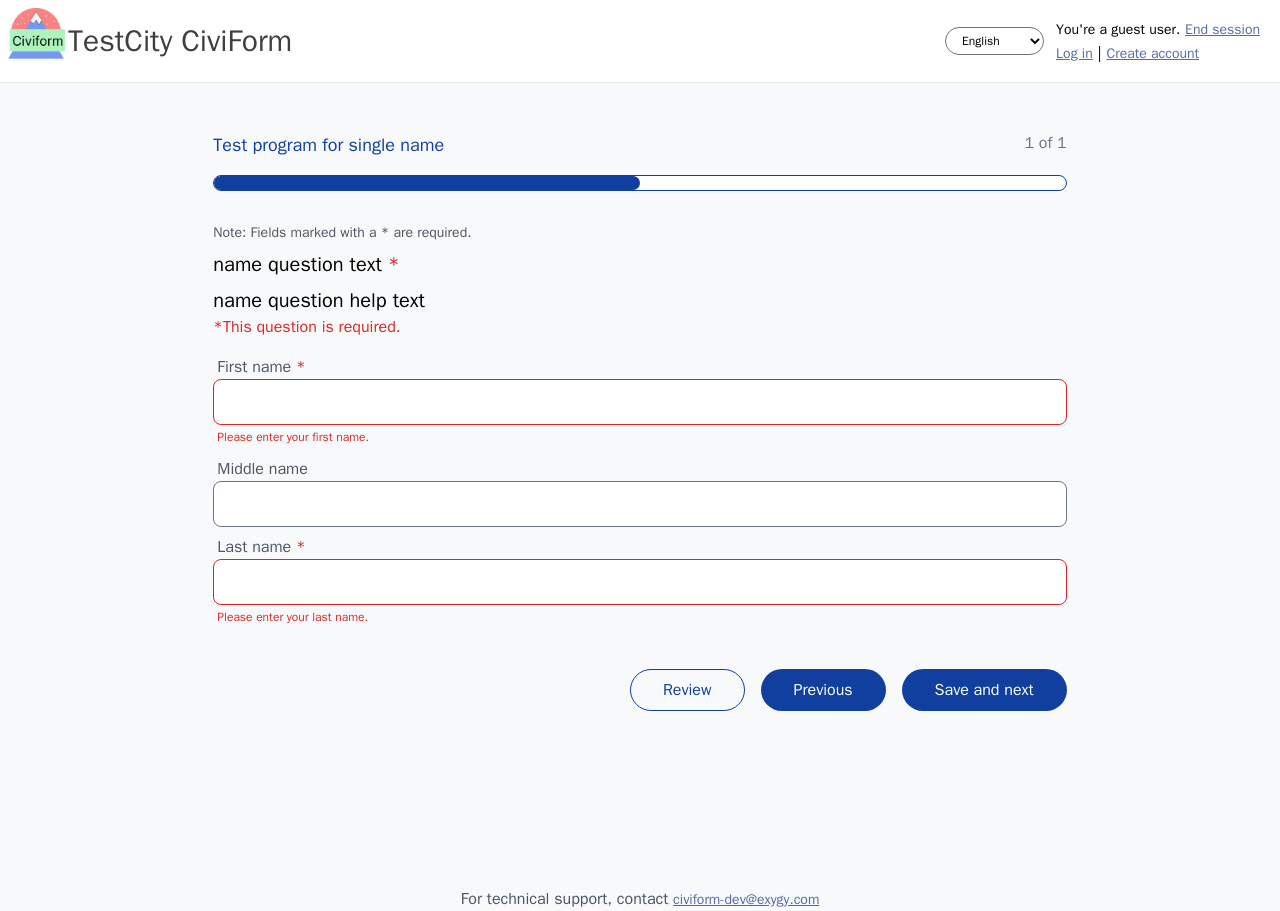 Civiform
TestCity CiviForm
English
You're a guest user. End session
Log in | Create account
Test program for single name
1 of 1
Note: Fields marked with a * are required.
name question text *
name question help text
*This question is required.
First name *
Please enter your first name.
Middle name
Last name *
Please enter your last name.
Review
Previous
Save and next
For technical support, contact civiform-dev@exygy.com